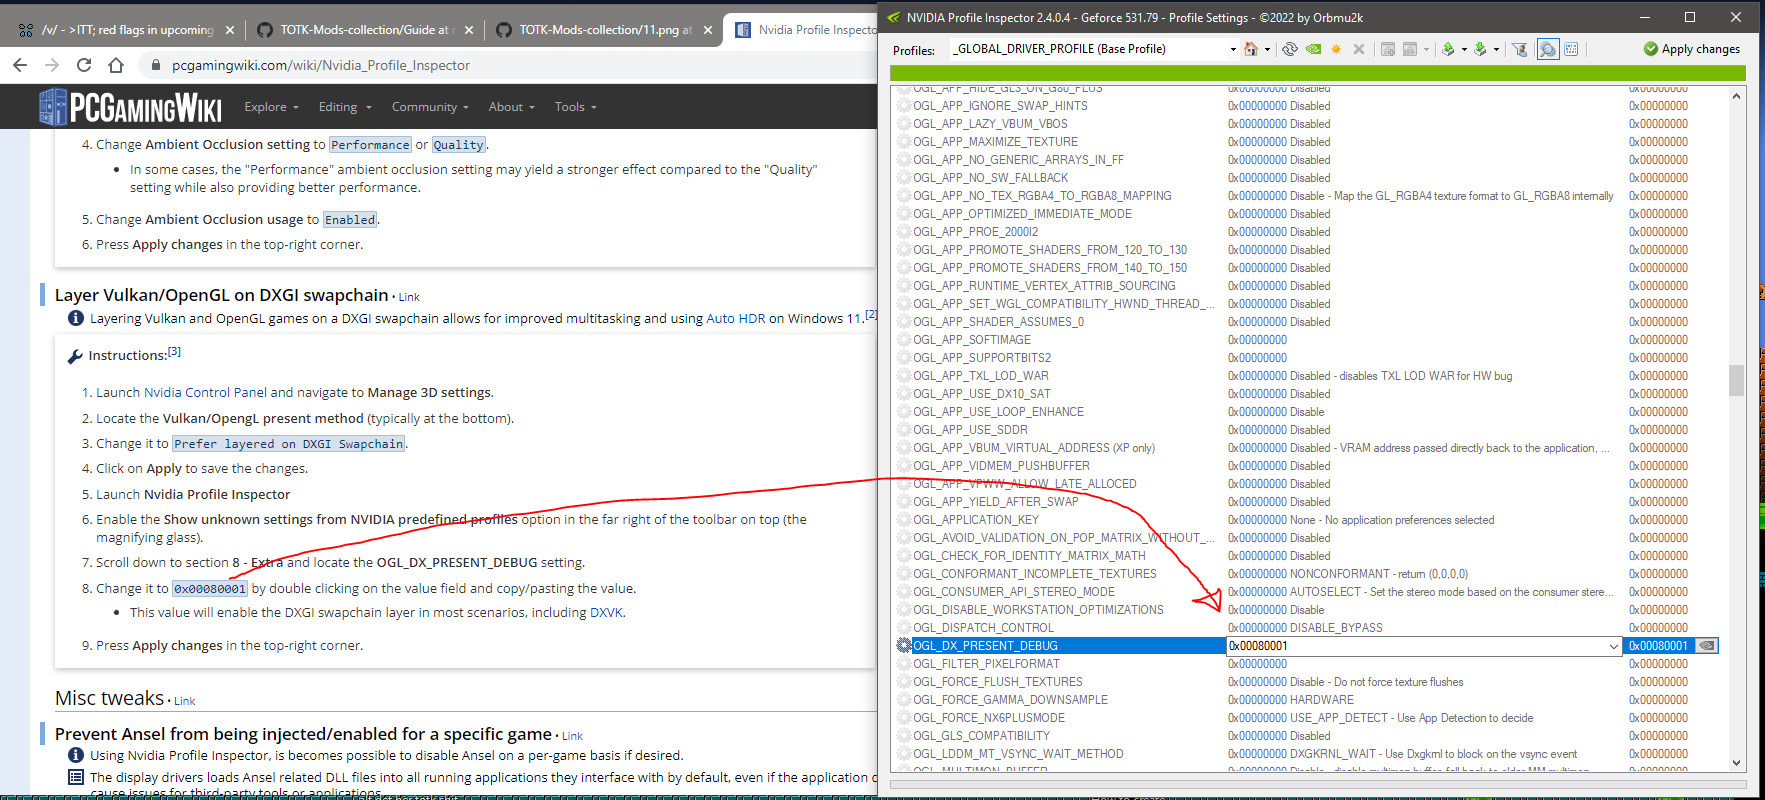 /v/ - >ITT; red flags in upcoming
TOTK-Mods-collection/Guide at
TOTK-Mods-collection/11.png at
Nvidia Profile Inspector
pcgamingwiki.com/wiki/Nvidia_Profile_Inspector
PCGamingWiki
Explore
Editing
Community
About
Tools
4. Change Ambient Occlusion setting to Performance or Quality.
• In some cases, the "Performance" ambient occlusion setting may yield a stronger effect compared to the "Quality"
setting while also providing better performance.
5. Change Ambient Occlusion usage to Enabled.
6. Press Apply changes in the top-right corner.
Layer Vulkan/OpenGL on DXGI swapchain · Link
Layering Vulkan and OpenGL games on a DXGI swapchain allows for improved multitasking and using Auto HDR on Windows 11.[2]
Instructions:[3]
1. Launch Nvidia Control Panel and navigate to Manage 3D settings.
2. Locate the Vulkan/OpengL present method (typically at the bottom).
3. Change it to Prefer layered on DXGI Swapchain.
4. Click on Apply to save the changes.
5. Launch Nvidia Profile Inspector
6. Enable the Show unknown settings from NVIDIA predefined profiles option in the far right of the toolbar on top (the
magnifying glass).
7. Scroll down to section 8 - Extra and locate the OGL_DX_PRESENT_DEBUG setting.
8. Change it to 0x00080001 by double clicking on the value field and copy/pasting the value.
• This value will enable the DXGI swapchain layer in most scenarios, including DXVK.
9. Press Apply changes in the top-right corner.
Misc tweaks · Link
Prevent Ansel from being injected/enabled for a specific game · Link
Using Nvidia Profile Inspector, is becomes possible to disable Ansel on a per-game basis if desired.
The display drivers loads Ansel related DLL files into all running applications they interface with by default, even if the application
cause issues for third-party tools or applications.
NVIDIA Profile Inspector 2.4.0.4 - Geforce 531.79 - Profile Settings - ©2022 by Orbmu2k
Profiles:
_GLOBAL_DRIVER_PROFILE (Base Profile)
Apply changes
OGL_APP_HIDE_GLS_ON_G80_PLUS 0x00000000 Disabled 0x00000000
OGL_APP_IGNORE_SWAP_HINTS 0x00000000 Disabled 0x00000000
OGL_APP_LAZY_VBUM_VBOS 0x00000000 Disabled 0x00000000
OGL_APP_MAXIMIZE_TEXTURE 0x00000000 Disabled 0x00000000
OGL_APP_NO_GENERIC_ARRAYS_IN_FF 0x00000000 Disabled 0x00000000
OGL_APP_NO_SW_FALLBACK 0x00000000 Disabled 0x00000000
OGL_APP_NO_TEX_RGBA4_TO_RGBA8_MAPPING 0x00000000 Disable - Map the GL_RGBA4 texture format to GL_RGBA8 internally 0x00000000
OGL_APP_OPTIMIZED_IMMEDIATE_MODE 0x00000000 Disabled 0x00000000
OGL_APP_PROE_2000I2 0x00000000 Disabled 0x00000000
OGL_APP_PROMOTE_SHADERS_FROM_120_TO_130 0x00000000 Disabled 0x00000000
OGL_APP_PROMOTE_SHADERS_FROM_140_TO_150 0x00000000 Disabled 0x00000000
OGL_APP_RUNTIME_VERTEX_ATTRIB_SOURCING 0x00000000 Disabled 0x00000000
OGL_APP_SET_WGL_COMPATIBILITY_HWND_THREAD_... 0x00000000 Disabled 0x00000000
OGL_APP_SHADER_ASSUMES_0 0x00000000 Disabled 0x00000000
OGL_APP_SOFTIMAGE 0x00000000 0x00000000
OGL_APP_SUPPORTBITS2 0x00000000 0x00000000
OGL_APP_TXL_LOD_WAR 0x00000000 Disabled - disables TXL LOD WAR for HW bug 0x00000000
OGL_APP_USE_DX10_SAT 0x00000000 Disabled 0x00000000
OGL_APP_USE_LOOP_ENHANCE 0x00000000 Disable 0x00000000
OGL_APP_USE_SDDR 0x00000000 Disabled 0x00000000
OGL_APP_VBUM_VIRTUAL_ADDRESS (XP only) 0x00000000 Disabled - VRAM address passed directly back to the application, ... 0x00000000
OGL_APP_VIDMEM_PUSHBUFFER 0x00000000 Disabled 0x00000000
OGL_APP_VPWW_ALLOW_LATE_ALLOCED 0x00000000 Disabled 0x00000000
OGL_APP_YIELD_AFTER_SWAP 0x00000000 Disabled 0x00000000
OGL_APPLICATION_KEY 0x00000000 None - No application preferences selected 0x00000000
OGL_AVOID_VALIDATION_ON_POP_MATRIX_WITHOUT_... 0x00000000 Disabled 0x00000000
OGL_CHECK_FOR_IDENTITY_MATRIX_MATH 0x00000000 Disabled 0x00000000
OGL_CONFORMANT_INCOMPLETE_TEXTURES 0x00000000 NONCONFORMANT - return (0,0,0,0) 0x00000000
OGL_CONSUMER_API_STEREO_MODE 0x00000000 AUTOSELECT - Set the stereo mode based on the consumer stere... 0x00000000
OGL_DISABLE_WORKSTATION_OPTIMIZATIONS 0x00000000 Disable 0x00000000
OGL_DISPATCH_CONTROL 0x00000000 DISABLE_BYPASS 0x00000000
OGL_DX_PRESENT_DEBUG 0x00080001 0x00080001
OGL_FILTER_PIXELFORMAT 0x00000000 0x00000000
OGL_FORCE_FLUSH_TEXTURES 0x00000000 Disable - Do not force texture flushes 0x00000000
OGL_FORCE_GAMMA_DOWNSAMPLE 0x00000000 HARDWARE 0x00000000
OGL_FORCE_NX6PLUSMODE 0x00000000 USE_APP_DETECT - Use App Detection to decide 0x00000000
OGL_GLS_COMPATIBILITY 0x00000000 Disabled 0x00000000
OGL_LDDM_MT_VSYNC_WAIT_METHOD 0x00000000 DXGKRNL_WAIT - Use Dxgkrnl to block on the vsync event 0x00000000